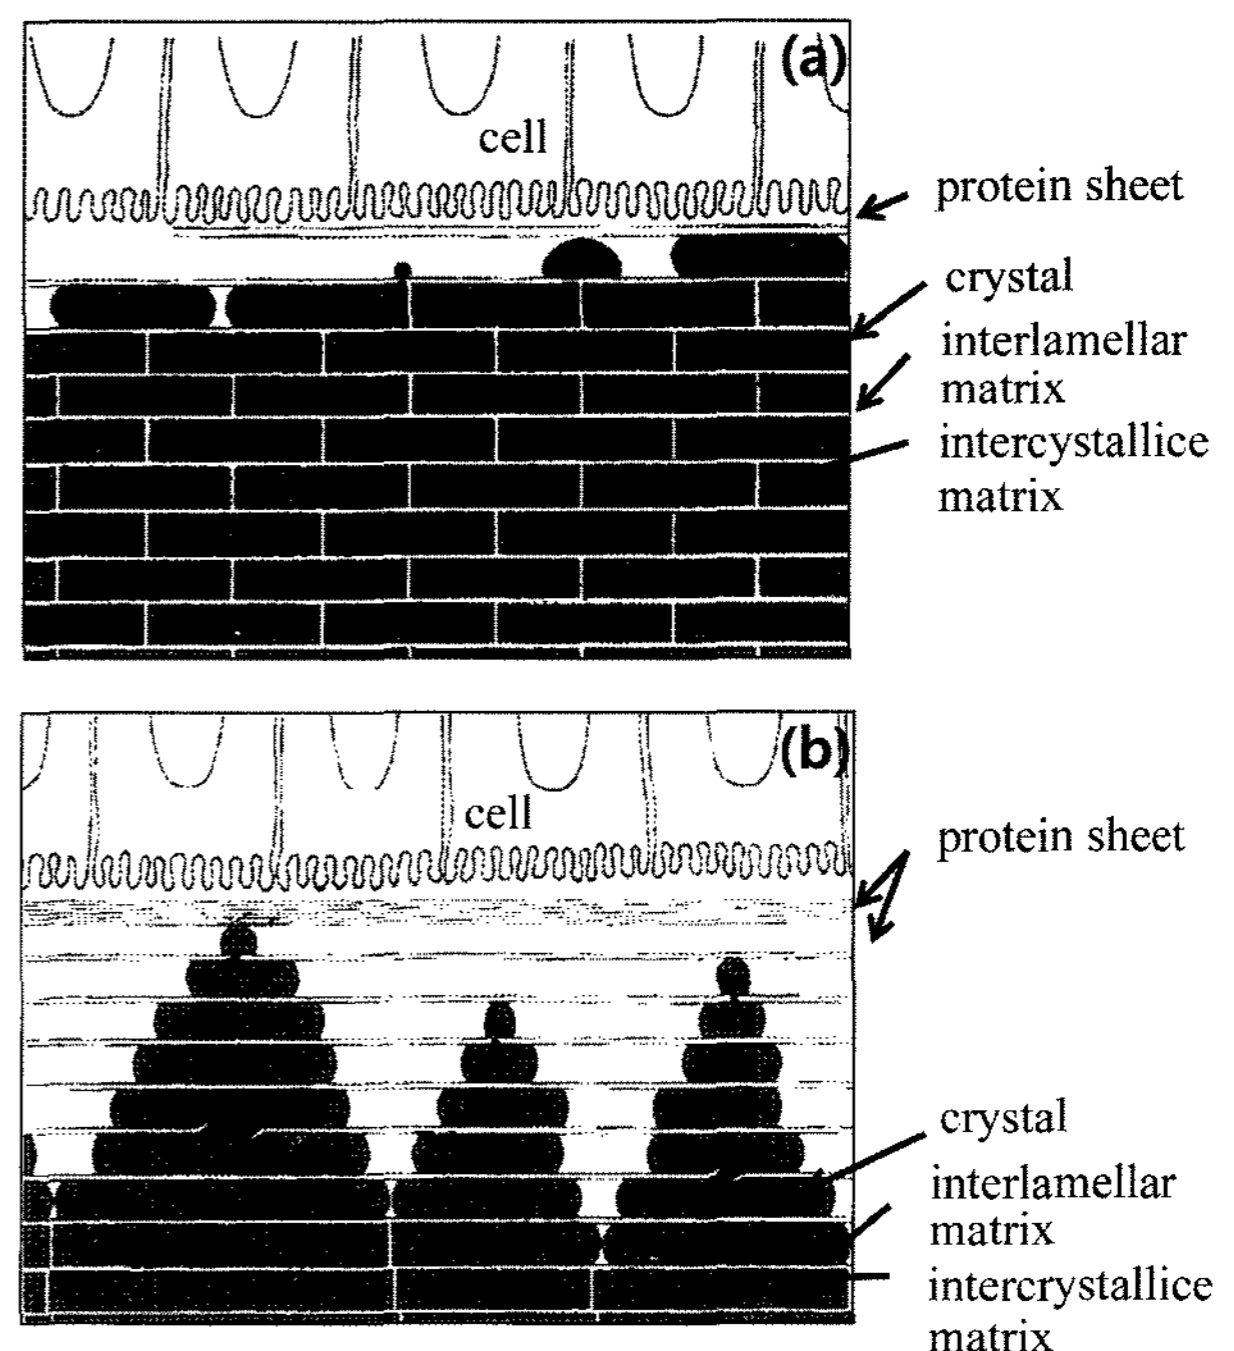 (a)
cell
protein sheet
crystal
interlamellar
matrix
intercystallice
matrix
(b)
cell
protein sheet
crystal
interlamellar
matrix
intercrystallice
matrix